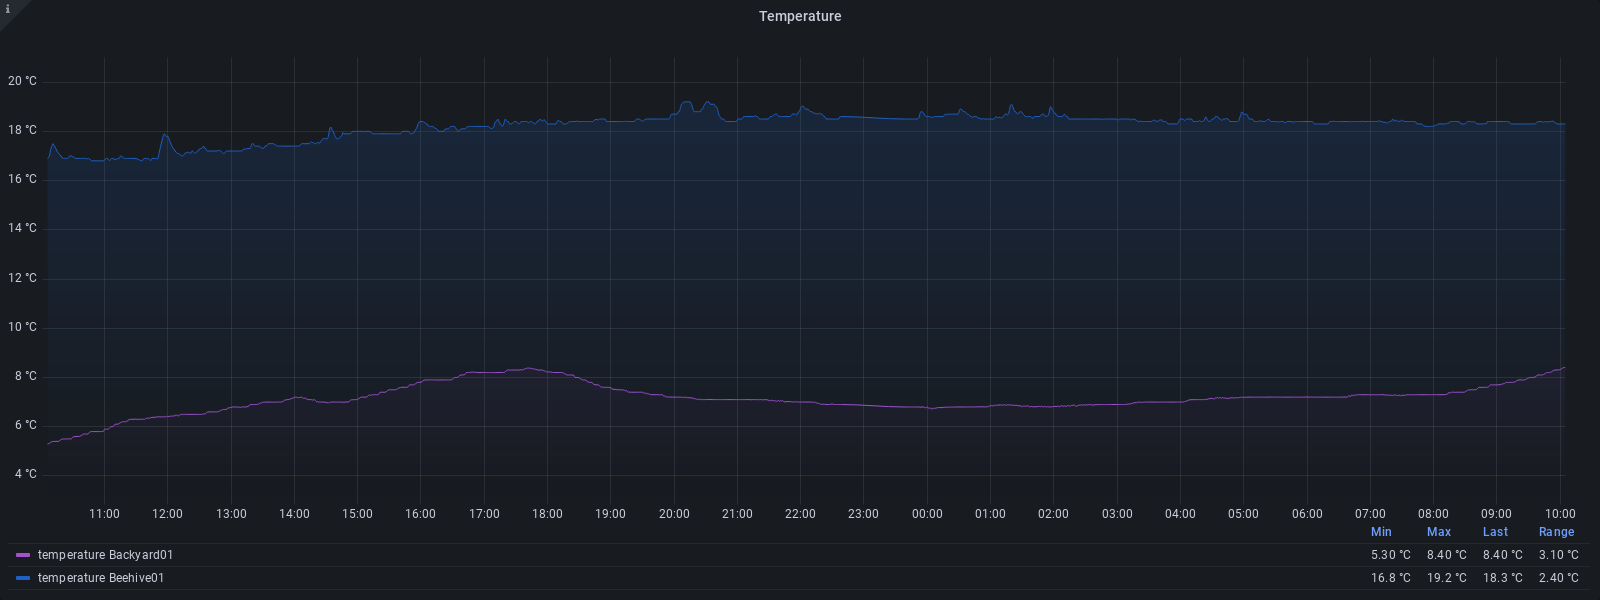 i
Temperature
20 °C
18 °C
16 °C
14 °C
12 °C
10 °C
8 °C
6 °C
4 °C
11:00 12:00 13:00 14:00 15:00 16:00 17:00 18:00 19:00 20:00 21:00 22:00 23:00 00:00 01:00 02:00 03:00 04:00 05:00 06:00 07:00 08:00 09:00 10:00
Min Max Last Range
temperature Backyard01 5.30 °C 8.40 °C 8.40 °C 3.10 °C
temperature Beehive01 16.8 °C 19.2 °C 18.3 °C 2.40 °C